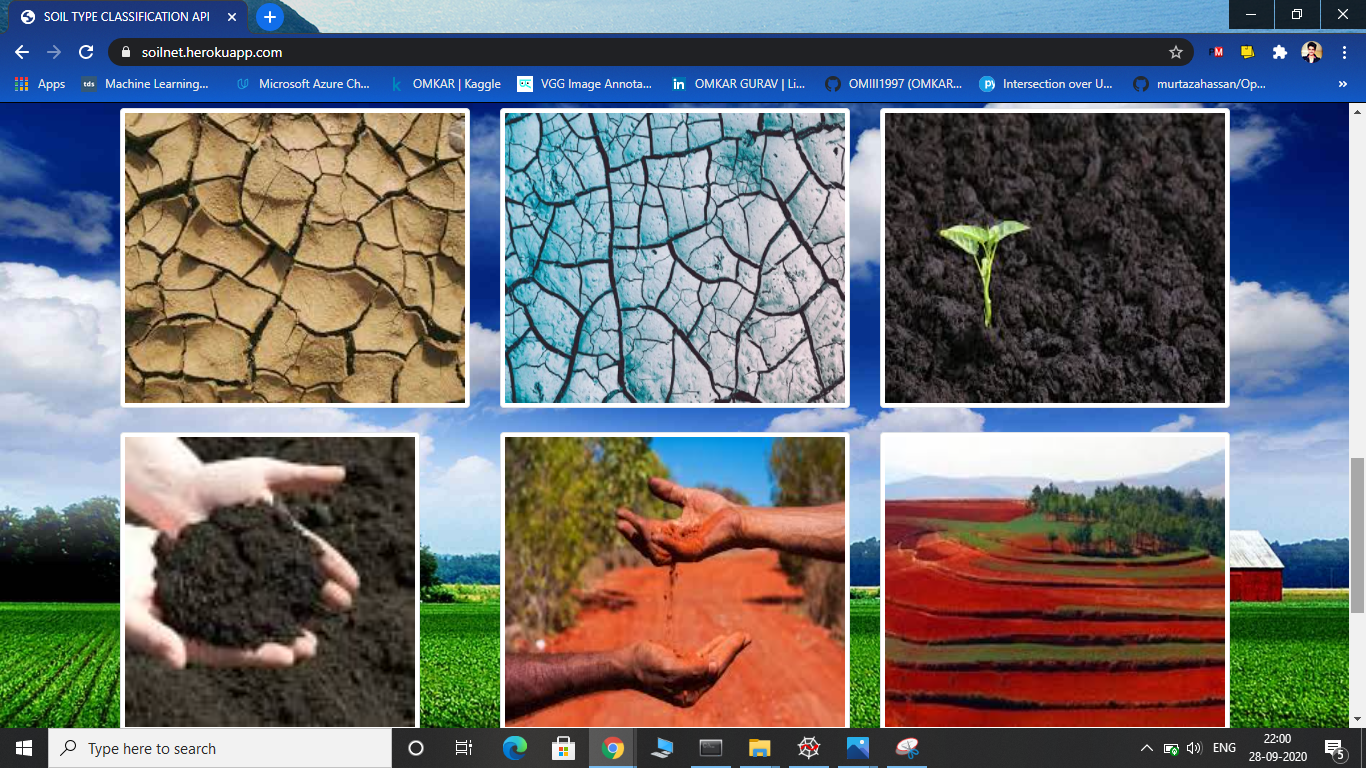 SOIL TYPE CLASSIFICATION API
soilnet.herokuapp.com
Apps
tds
Machine Learning...
Microsoft Azure Ch...
k
OMKAR | Kaggle
VGG Image Annota...
in
OMKAR GURAV | Li...
OMIII1997 (OMKAR...
Intersection over U...
murtazahassan/Op...
»
Type here to search
ENG
22:00
28-09-2020
5